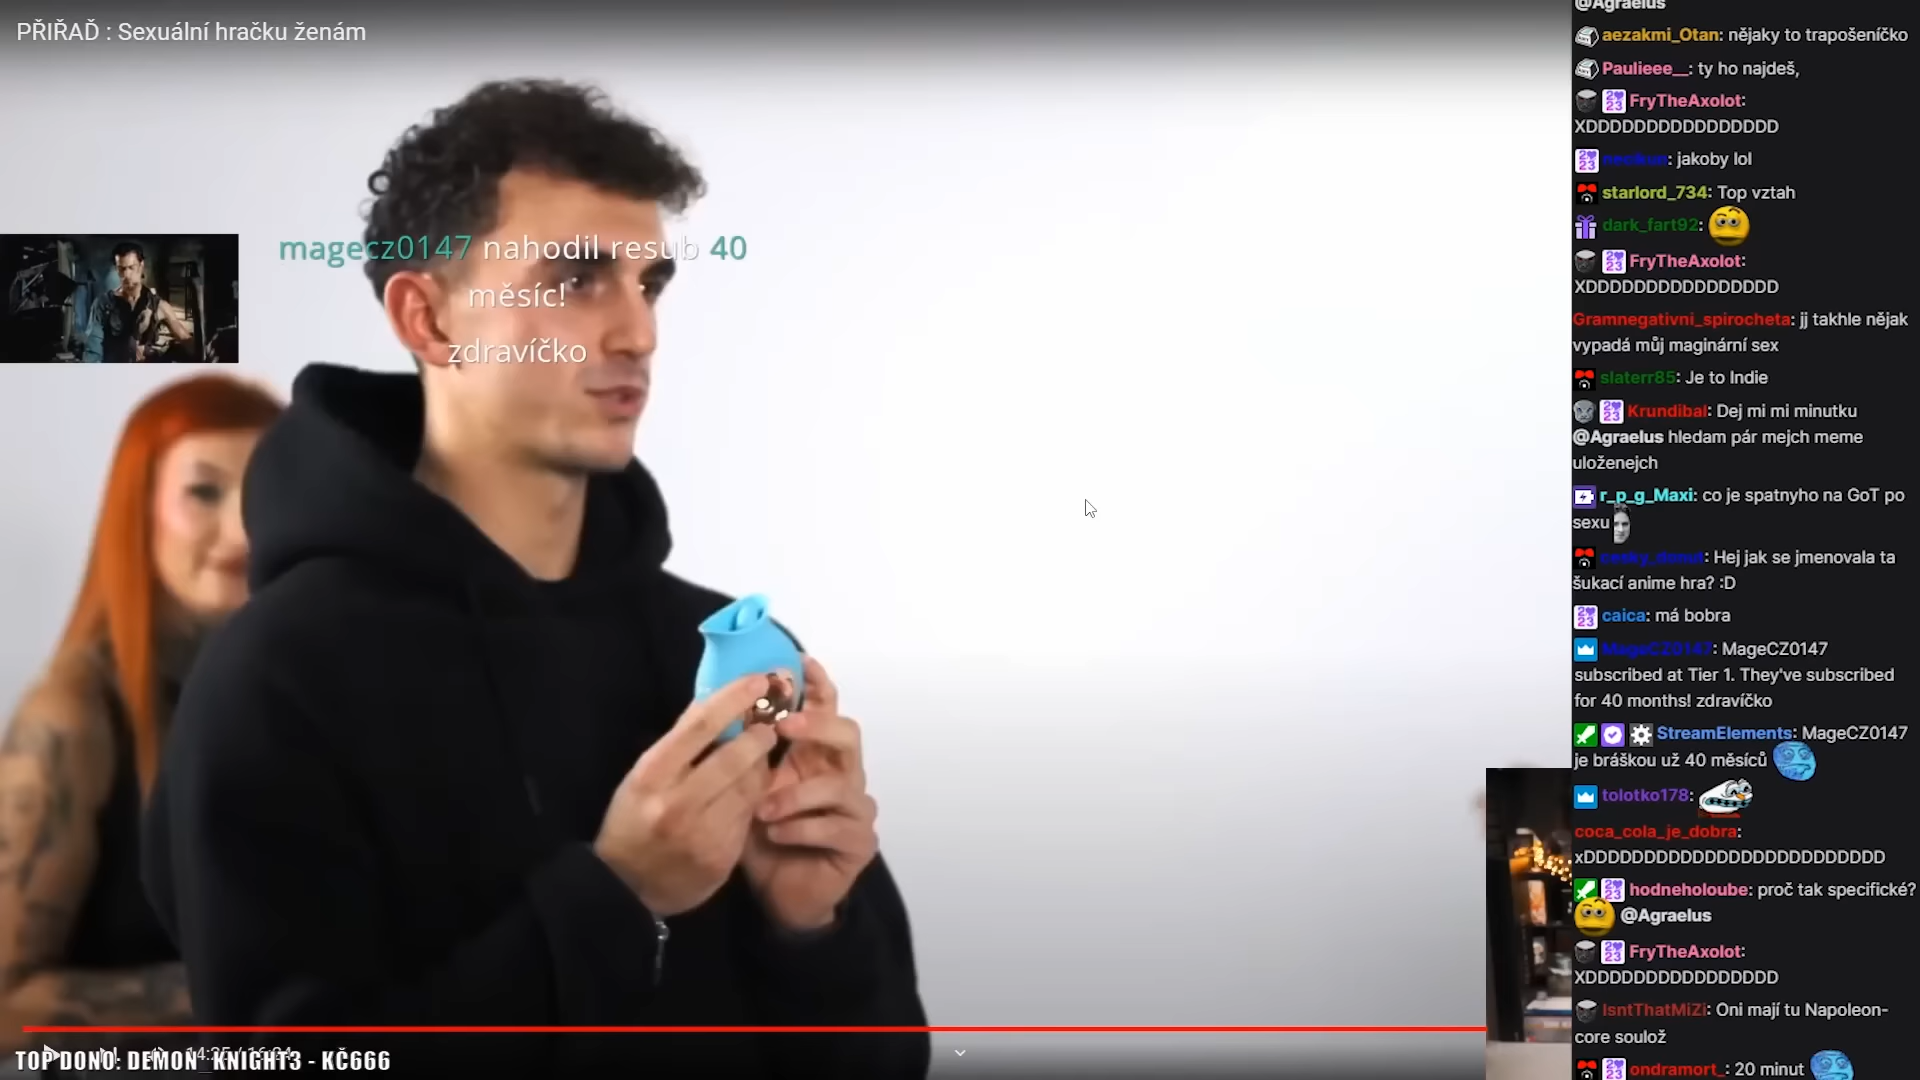 PŘIŘAĎ : Sexuální hračku ženám
magecz0147 nahodil resub 40
měsíc!
zdravíčko
TOP DONO: DEMON_KNIGHT3 - KČ666
@Agraelus
aezakmi_Otan: nějaky to trapošeníčko
Paulieee__: ty ho najdeš,
FryTheAxolot:
XDDDDDDDDDDDDDDDD
: jakoby lol
starlord_734: Top vztah
dark_fart92:
FryTheAxolot:
XDDDDDDDDDDDDDDDD
Gramnegativni_spirocheta: jj takhle nějak
vypadá můj maginární sex
slaterr85: Je to Indie
Krundibal: Dej mi mi minutku
@Agraelus hledam pár mejch meme
uloženejch
r_p_g_Maxi: co je spatnyho na GoT po
sexu
: Hej jak se jmenovala ta
šukací anime hra? :D
caica: má bobra
MageCZ0147: MageCZ0147
subscribed at Tier 1. They've subscribed
for 40 months! zdravíčko
StreamElements: MageCZ0147
je bráškou už 40 měsíců
tolotko178:
coca_cola_je_dobra:
xDDDDDDDDDDDDDDDDDDDDDDDDD
hodneholoube: proč tak specifické?
@Agraelus
FryTheAxolot:
XDDDDDDDDDDDDDDDD
IsntThatMiZi: Oni mají tu Napoleon-
core soulož
ondramort_: 20 minut